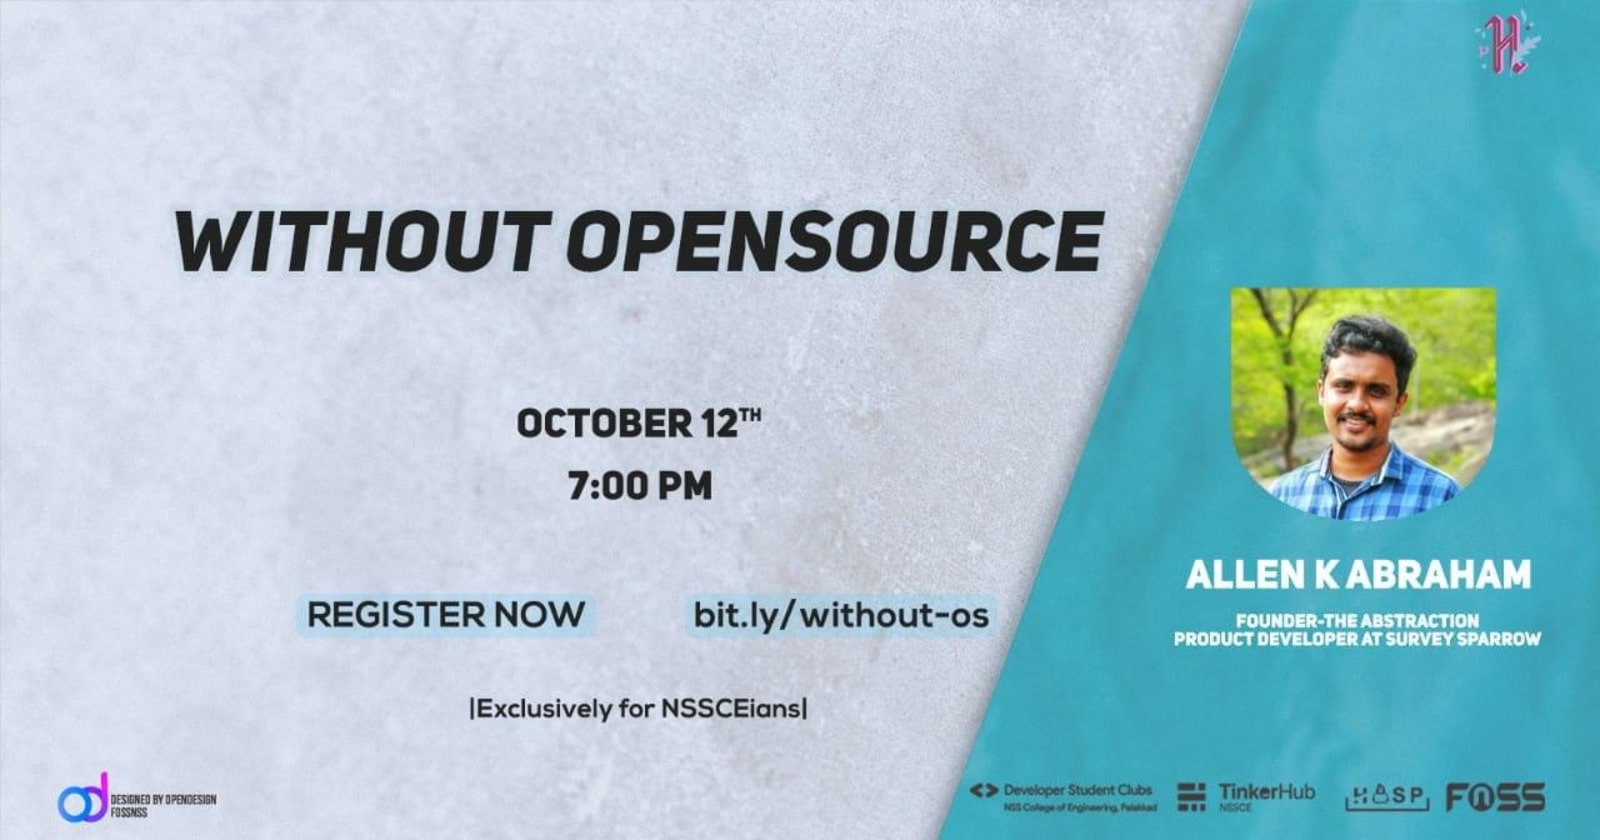 H
WITHOUT OPENSOURCE
OCTOBER 12TH
7:00 PM
REGISTER NOW
bit.ly/without-os
|Exclusively for NSSCEians|
ALLEN K ABRAHAM
FOUNDER-THE ABSTRACTION
PRODUCT DEVELOPER AT SURVEY SPARROW
od
DESIGNED BY OPENDESIGN
FOSSNSS
Developer Student Clubs
NSS College of Engineering, Palakkad
TinkerHub
NSSCE
HASP
FOSS